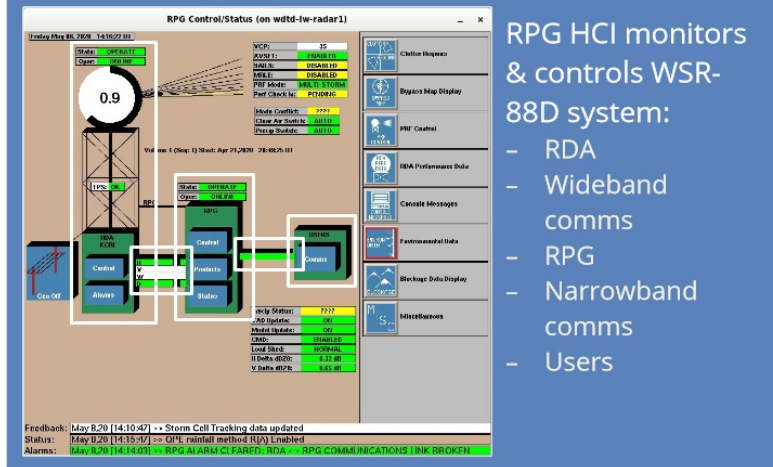 RPG Control/Status (on wdtd-lw-radar1)
Friday May 08, 2020 14:16:22 UT
State: OPERATE
Oper: ONLINE
0.9
VCP: 35
AVSET: ENABLED
SAILS: DISABLED
MRLE: DISABLED
PRF Mode: MULTI-STORM
Perf Check In: PENDING
Mode Conflict: ????
Clear Air Switch: AUTO
Precip Switch: AUTO
Volume 1 (Seq: 1) Start: Apr 21,2020 20:49:25 UT
TPS: OK
State: OPERATE
Oper: ONLINE
RPG
RDA
KCRI
Control
Alarms
Gen Off
V
W
Control
Products
Status
USERS
Comms
Precip Status: ????
VAD Update: ON
Model Update: ON
CMD: ENABLED
Load Shed: NORMAL
H Delta dBZ0: 0.32 dB
V Delta dBZ0: 0.65 dB
Clutter Regions
Bypass Map Display
PRF Control
RDA Performance Data
Console Messages
Environmental Data
Blockage Data Display
Miscellaneous
Feedback: May 8,20 [14:10:47] >> Storm Cell Tracking data updated
Status: May 8,20 [14:15:47] >> QPE rainfall method R(A) Enabled
Alarms: May 8,20 [14:14:03] >> RPG ALARM CLEARED: RDA <-> RPG COMMUNICATIONS LINK BROKEN
RPG HCI monitors
& controls WSR-
88D system:
– RDA
– Wideband
comms
– RPG
– Narrowband
comms
– Users